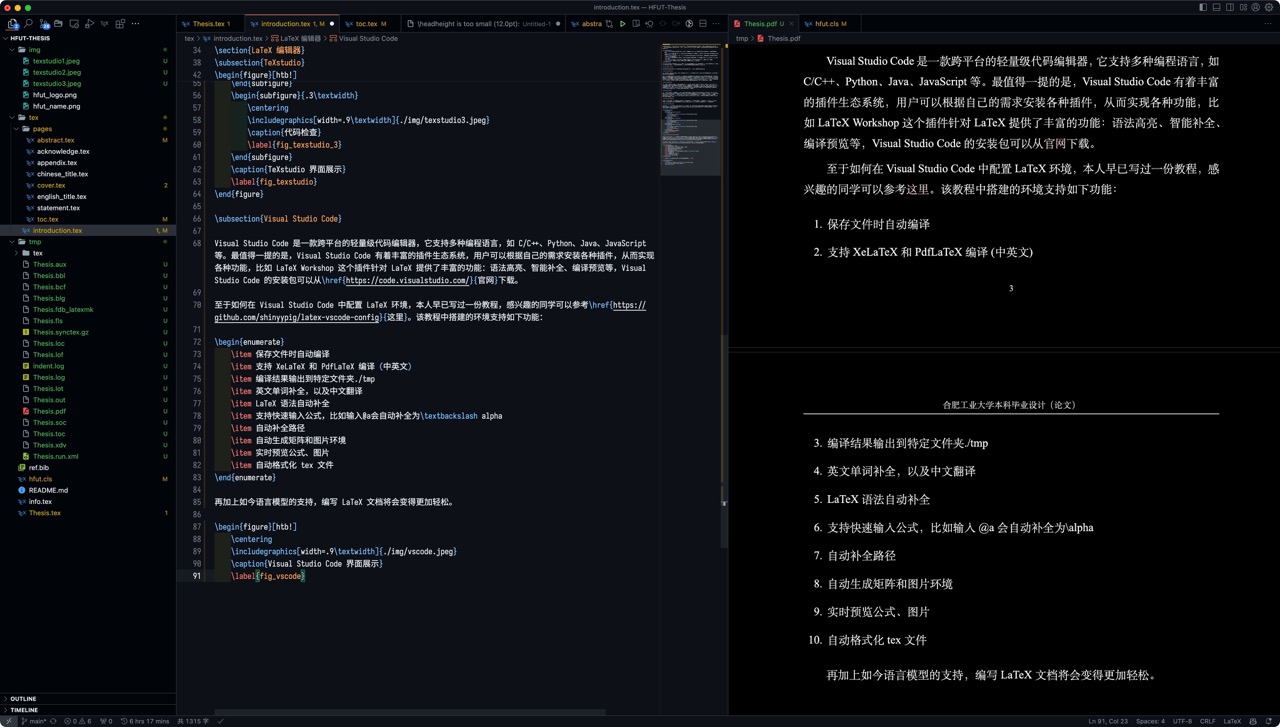 introduction.tex — HFUT-Thesis
HFUT-THESIS
img
texstudio1.jpeg U
texstudio2.jpeg U
texstudio3.jpeg U
hfut_logo.png
hfut_name.png
tex
pages
abstract.tex M
acknowledge.tex
appendix.tex
chinese_title.tex
cover.tex 2
english_title.tex
statement.tex
toc.tex M
introduction.tex 1, M
tmp
tex
Thesis.aux U
Thesis.bbl U
Thesis.bcf U
Thesis.blg U
Thesis.fdb_latexmk U
Thesis.fls U
Thesis.synctex.gz U
Thesis.loc U
Thesis.lof U
indent.log U
Thesis.log U
Thesis.lot U
Thesis.out U
Thesis.pdf U
Thesis.soc U
Thesis.toc U
Thesis.xdv U
Thesis.run.xml U
ref.bib
hfut.cls M
README.md
info.tex
Thesis.tex 1
OUTLINE
TIMELINE
Thesis.tex 1
introduction.tex 1, M
toc.tex M
\headheight is too small (12.0pt): Untitled-1
abstra
tex > introduction.tex > LaTeX 编辑器 > Visual Studio Code
34 \section{LaTeX 编辑器}
38 \subsection{TeXstudio}
42 \begin{figure}[htb!]
55 \end{subfigure}
56 \begin{subfigure}{.3\textwidth}
57 \centering
58 \includegraphics[width=.9\textwidth]{./img/texstudio3.jpeg}
59 \caption{代码检查}
60 \label{fig_texstudio_3}
61 \end{subfigure}
62 \caption{TeXstudio 界面展示}
63 \label{fig_texstudio}
64 \end{figure}
65
66 \subsection{Visual Studio Code}
67
68 Visual Studio Code 是一款跨平台的轻量级代码编辑器，它支持多种编程语言，如 C/C++、Python、Java、JavaScript
等。最值得一提的是，Visual Studio Code 有着丰富的插件生态系统，用户可以根据自己的需求安装各种插件，从而实现
各种功能，比如 LaTeX Workshop 这个插件针对 LaTeX 提供了丰富的功能：语法高亮、智能补全、编译预览等，Visual
Studio Code 的安装包可以从\href{https://code.visualstudio.com/}{官网}下载。
69
70 至于如何在 Visual Studio Code 中配置 LaTeX 环境，本人早已写过一份教程，感兴趣的同学可以参考\href{https://
github.com/shinyypig/latex-vscode-config}{这里}。该教程中搭建的环境支持如下功能：
71
72 \begin{enumerate}
73 \item 保存文件时自动编译
74 \item 支持 XeLaTeX 和 PdfLaTeX 编译（中英文）
75 \item 编译结果输出到特定文件夹./tmp
76 \item 英文单词补全，以及中文翻译
77 \item LaTeX 语法自动补全
78 \item 支持快速输入公式，比如输入@a会自动补全为\textbackslash alpha
79 \item 自动补全路径
80 \item 自动生成矩阵和图片环境
81 \item 实时预览公式、图片
82 \item 自动格式化 tex 文件
83 \end{enumerate}
84
85 再加上如今语言模型的支持，编写 LaTeX 文档将会变得更加轻松。
86
87 \begin{figure}[htb!]
88 \centering
89 \includegraphics[width=.9\textwidth]{./img/vscode.jpeg}
90 \caption{Visual Studio Code 界面展示}
91 \label{fig_vscode}
Thesis.pdf U
hfut.cls M
tmp > Thesis.pdf
Visual Studio Code 是一款跨平台的轻量级代码编辑器，它支持多种编程语言，如
C/C++、Python、Java、JavaScript 等。最值得一提的是，Visual Studio Code 有着丰富
的插件生态系统，用户可以根据自己的需求安装各种插件，从而实现各种功能，比
如 LaTeX Workshop 这个插件针对 LaTeX 提供了丰富的功能：语法高亮、智能补全、
编译预览等，Visual Studio Code 的安装包可以从官网下载。
至于如何在 Visual Studio Code 中配置 LaTeX 环境，本人早已写过一份教程，感
兴趣的同学可以参考这里。该教程中搭建的环境支持如下功能：
1. 保存文件时自动编译
2. 支持 XeLaTeX 和 PdfLaTeX 编译 (中英文)
3
合肥工业大学本科毕业设计（论文）
3. 编译结果输出到特定文件夹./tmp
4. 英文单词补全，以及中文翻译
5. LaTeX 语法自动补全
6. 支持快速输入公式，比如输入 @a 会自动补全为\alpha
7. 自动补全路径
8. 自动生成矩阵和图片环境
9. 实时预览公式、图片
10. 自动格式化 tex 文件
再加上如今语言模型的支持，编写 LaTeX 文档将会变得更加轻松。
main* 0 6 0 6 hrs 17 mins 共 1315 字
Ln 91, Col 23 Spaces: 4 UTF-8 CRLF LaTeX